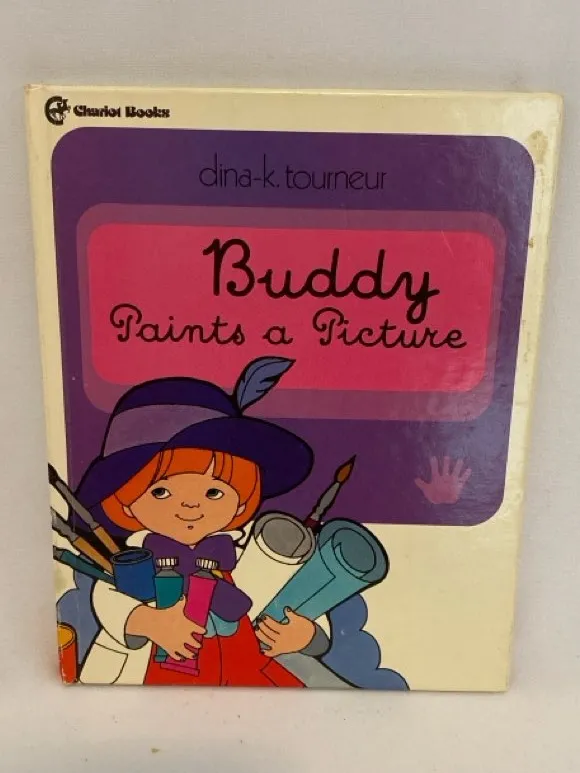 Chariot Books
dina-k. tourneur
Buddy
Paints a Picture